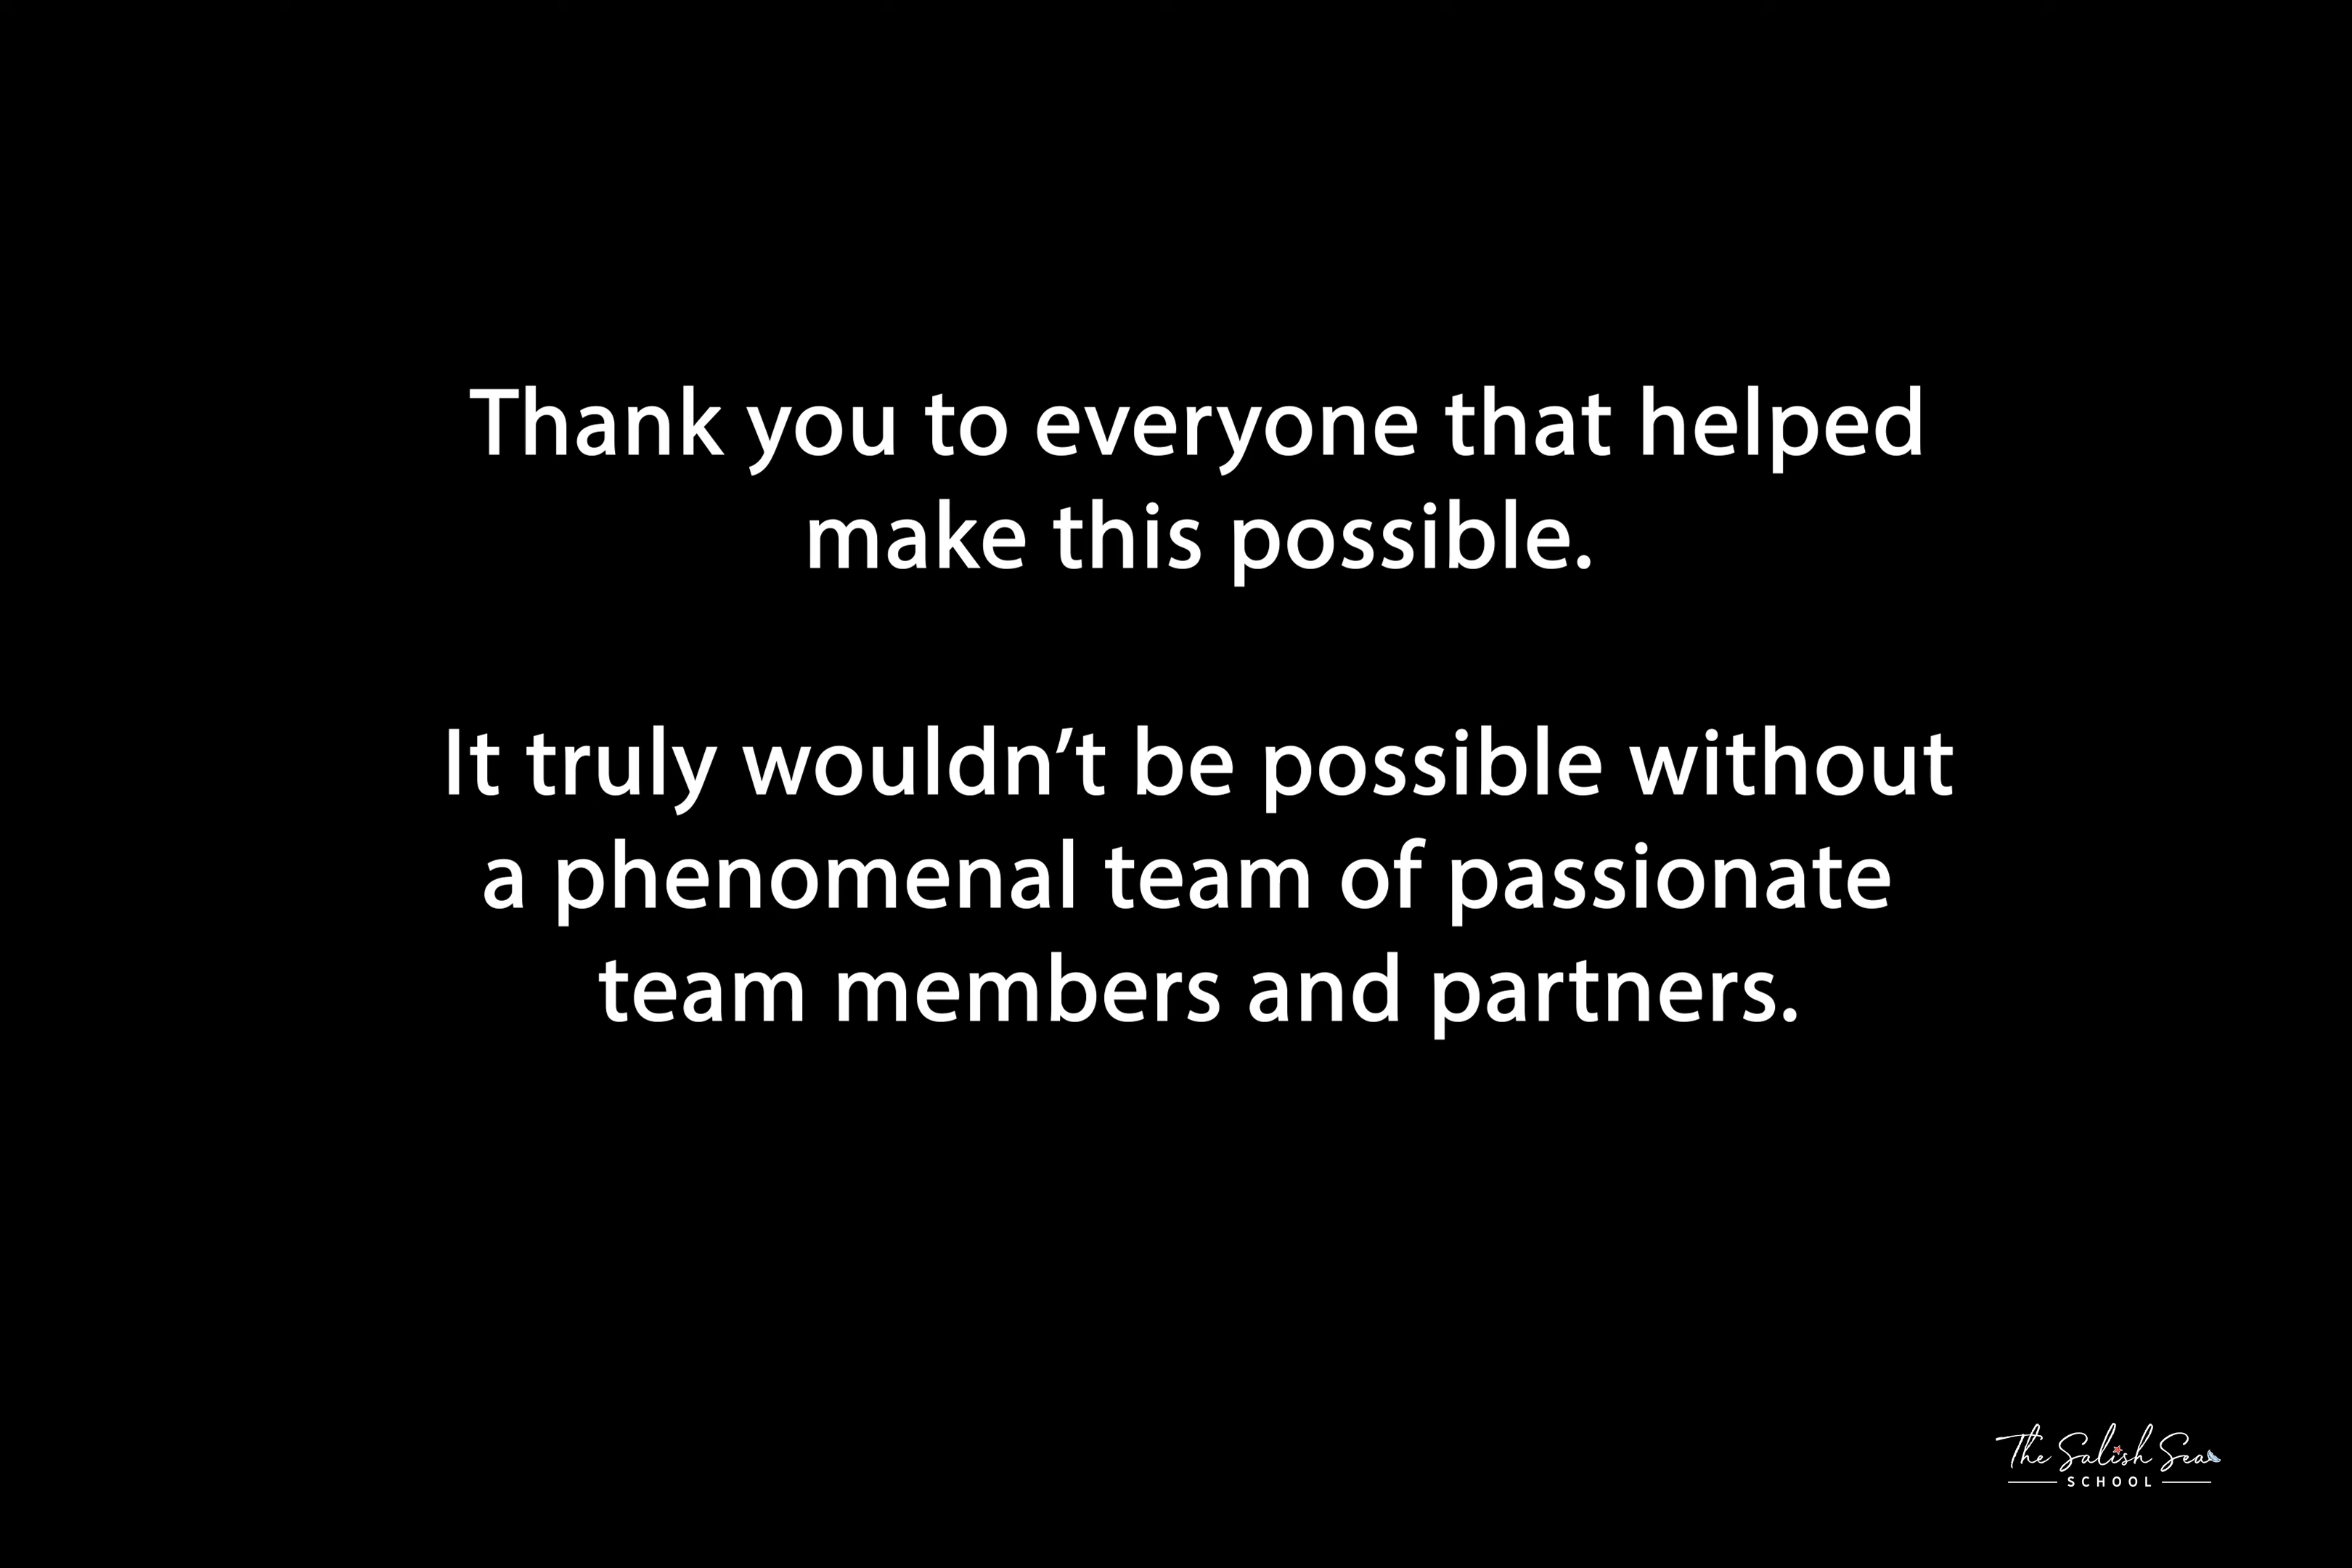 Thank you to everyone that helped
make this possible.
It truly wouldn’t be possible without
a phenomenal team of passionate
team members and partners.
The Salish Sea
SCHOOL